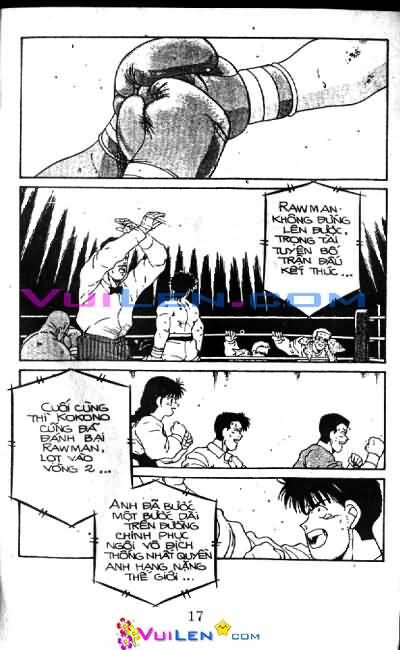 RAWMAN
KHÔNG ĐỨNG
LÊN ĐƯỢC,
TRỌNG TÀI
TUYÊN BỐ
TRẬN ĐẤU
KẾT THÚC...
VUILEN.COM
CUỐI CÙNG
THÌ KOKONO
CŨNG ĐÃ
ĐÁNH BẠI
RAWMAN,
LỌT VÀO
VÒNG 2...
ANH ĐÃ BƯỚC
MỘT BƯỚC DÀI
TRÊN ĐƯỜNG
CHINH PHỤC
NGÔI VÔ ĐỊCH
THỐNG NHẤT QUYỀN
ANH HẠNG NẶNG
THẾ GIỚI...
17
VUILEN.COM